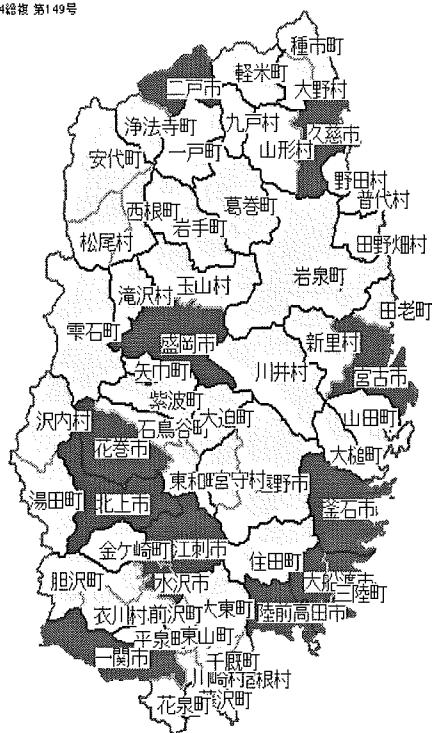 総複 第149号
種市町
軽米町
二戸市
大野村
浄法寺町
九戸村
久慈市
安代町
一戸町
山形村
野田村
普代村
西根町
葛巻町
岩手町
松尾村
田野畑村
玉山村
岩泉町
滝沢村
田老町
雫石町
盛岡市
新里村
矢巾町
川井村
宮古市
紫波町
沢内村
大迫町
山田町
石鳥谷町
花巻市
大槌町
東和町
宮守村
遠野市
湯田町
北上市
釜石市
金ケ崎町
江刺市
住田町
胆沢町
水沢市
大船渡市
三陸町
衣川村
前沢町
大東町
陸前高田市
平泉町
東山町
一関市
千厩町
川崎村
室根村
花泉町
藤沢町